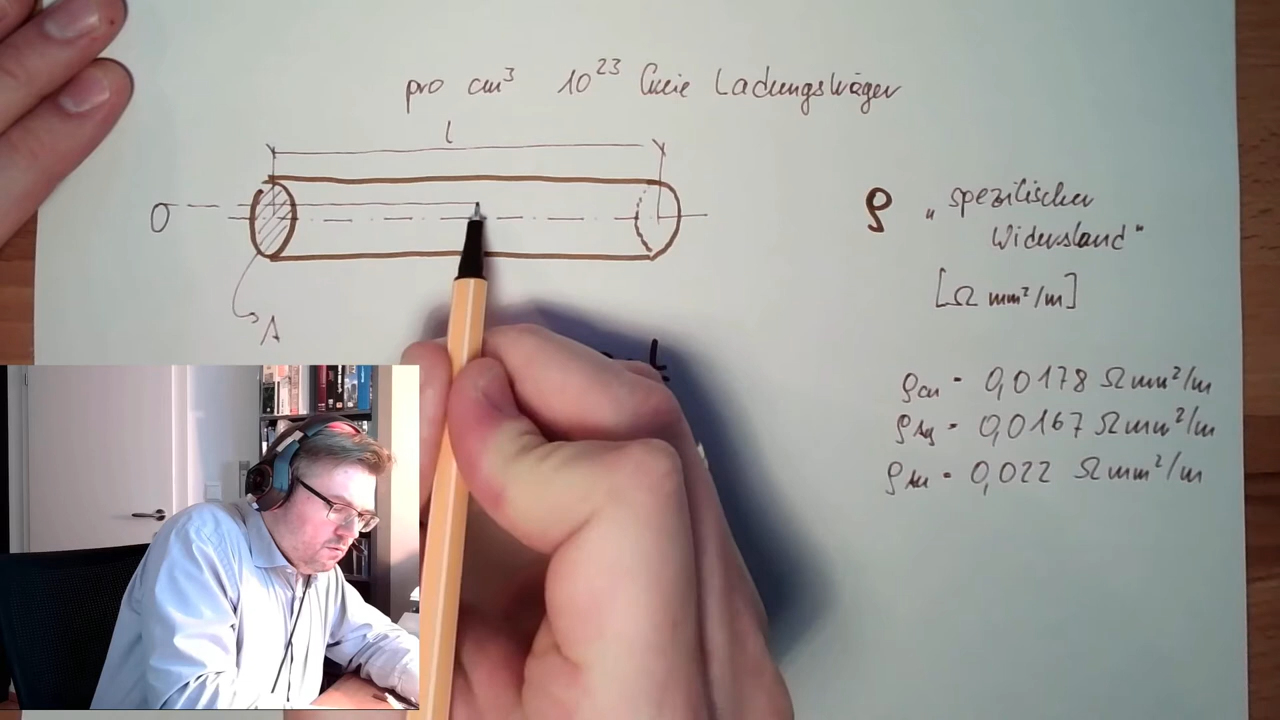 pro cm³ 10²³ freie Ladungsträger
l
A
ρ „spezifischer
Widerstand"
[Ω mm²/m]
ρcu = 0,0178 Ω mm²/m
ρAg = 0,0167 Ω mm²/m
ρAu = 0,022 Ω mm²/m